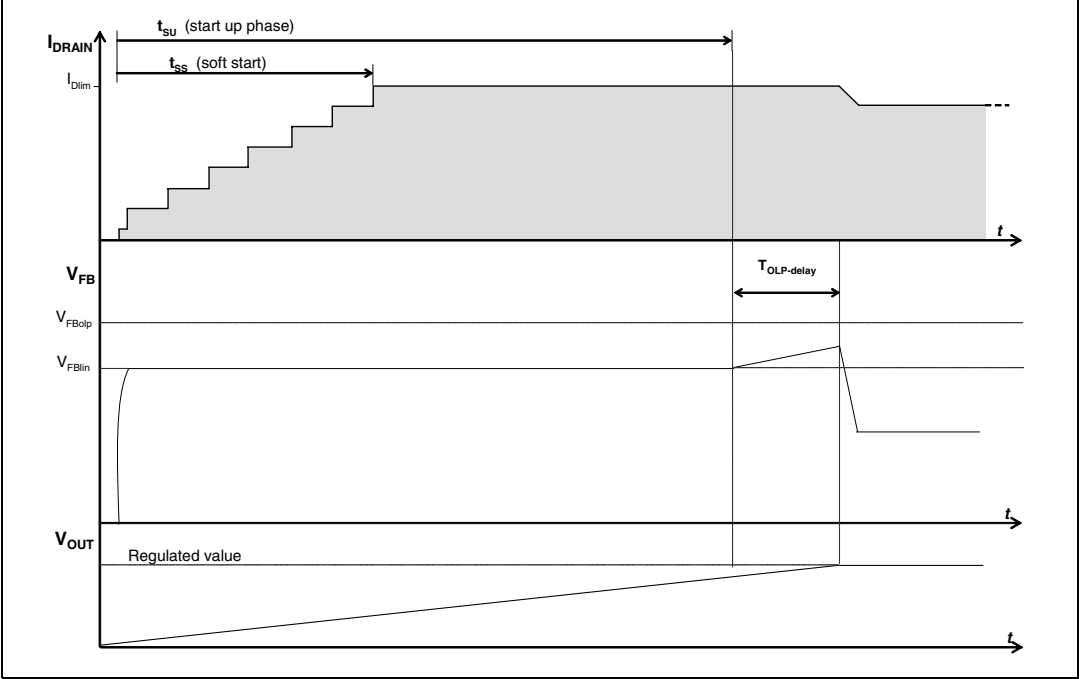 tSU (start up phase)
IDRAIN
tSS (soft start)
IDlim
t
VFB
TOLP-delay
VFBolp
VFBlin
t
VOUT
Regulated value
t